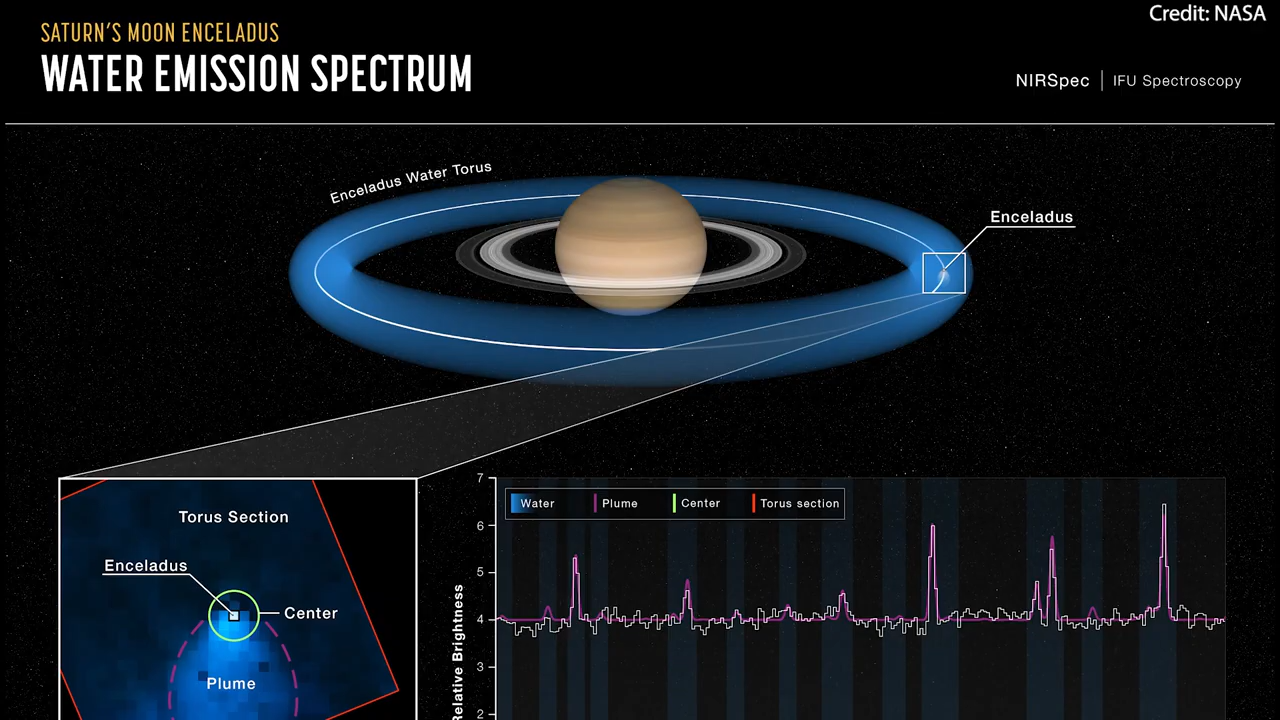 Credit: NASA
SATURN'S MOON ENCELADUS
WATER EMISSION SPECTRUM
NIRSpec | IFU Spectroscopy
Enceladus Water Torus
Enceladus
Torus Section
Enceladus
Center
Plume
Water Plume Center Torus section
7
6
5
4
3
2
Relative Brightness